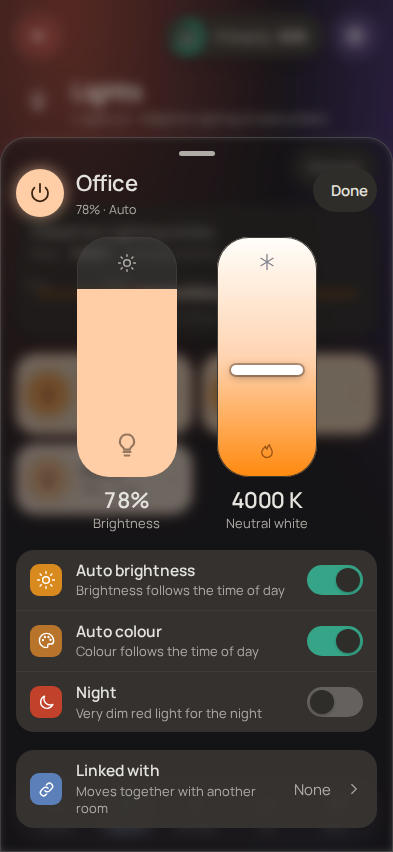 Lights
Office
78% · Auto
Done
78%
Brightness
4000 K
Neutral white
Auto brightness
Brightness follows the time of day
Auto colour
Colour follows the time of day
Night
Very dim red light for the night
Linked with
Moves together with another
room
None